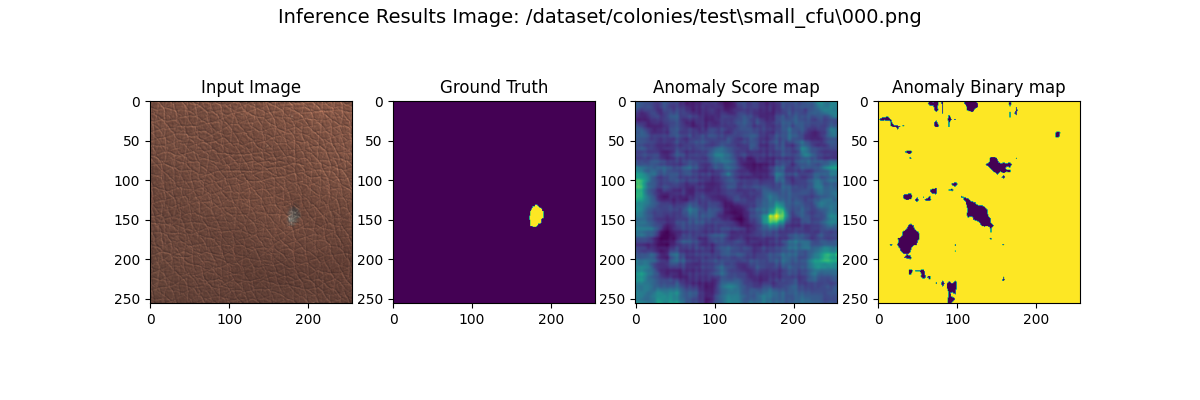 Inference Results Image: /dataset/colonies/test\small_cfu\000.png
Input Image
0
50
100
150
200
250
0 100 200
Ground Truth
0
50
100
150
200
250
0 100 200
Anomaly Score map
0
50
100
150
200
250
0 100 200
Anomaly Binary map
0
50
100
150
200
250
0 100 200